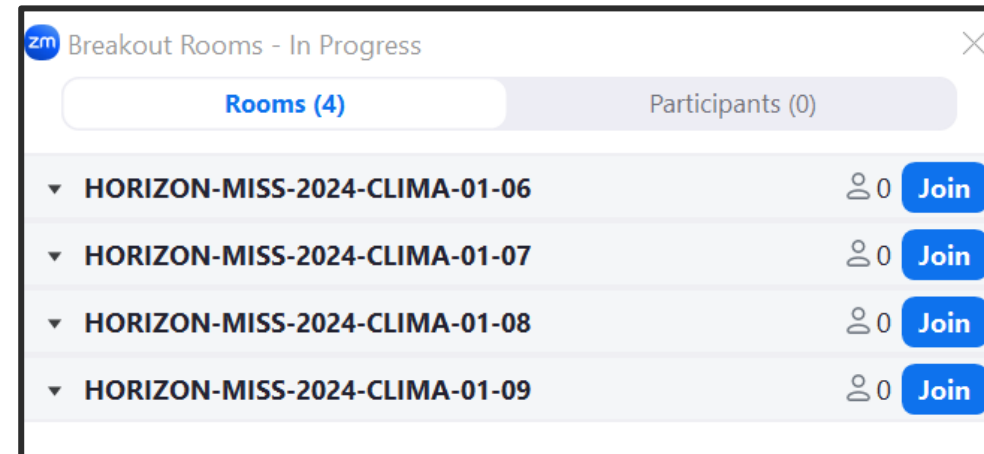 zm Breakout Rooms - In Progress
Rooms (4) Participants (0)
HORIZON-MISS-2024-CLIMA-01-06 0 Join
HORIZON-MISS-2024-CLIMA-01-07 0 Join
HORIZON-MISS-2024-CLIMA-01-08 0 Join
HORIZON-MISS-2024-CLIMA-01-09 0 Join